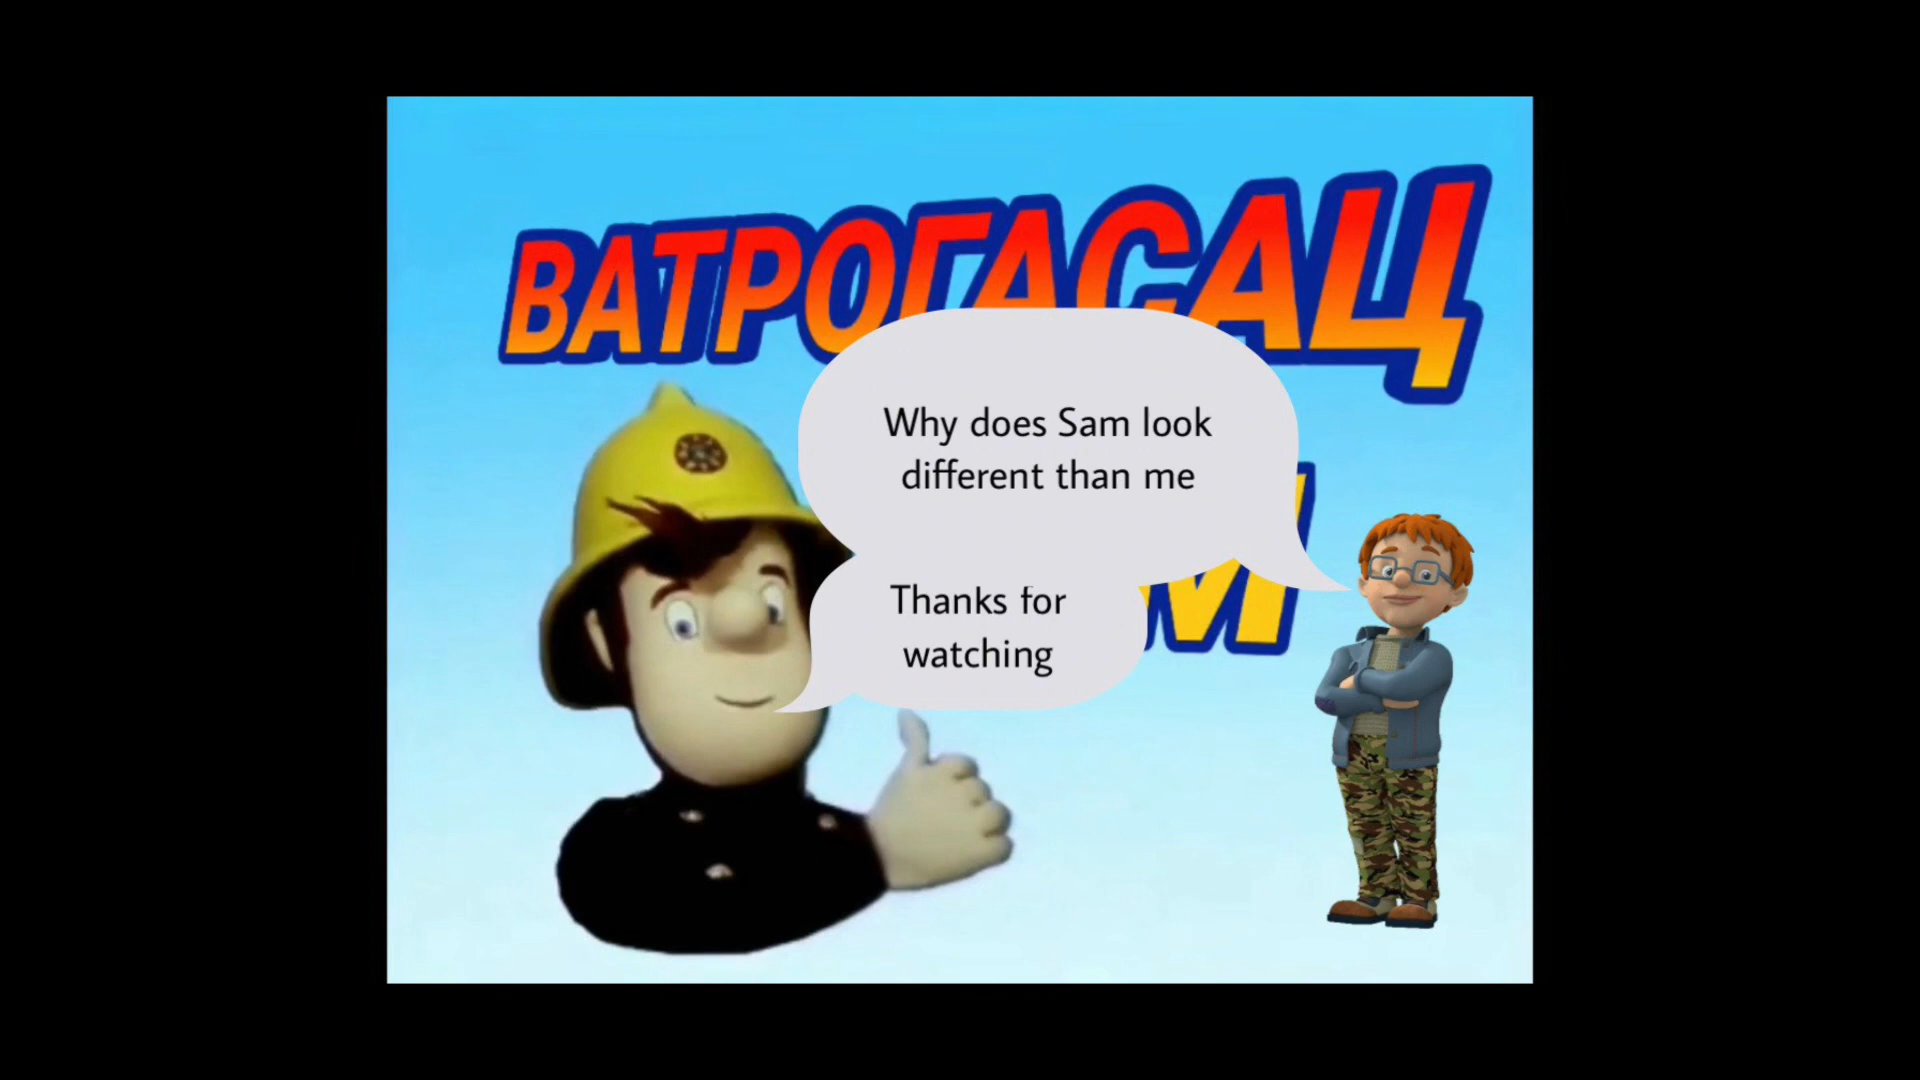 ВАТРОГАСАЦ
Why does Sam look
different than me
Thanks for
watching